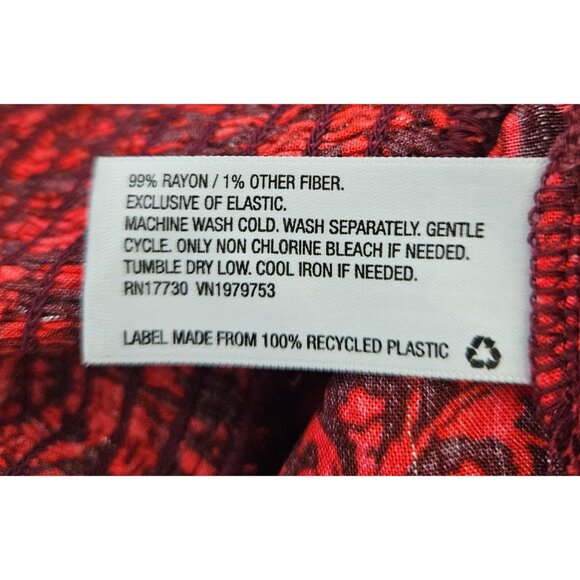 99% RAYON / 1% OTHER FIBER.
EXCLUSIVE OF ELASTIC.
MACHINE WASH COLD. WASH SEPARATELY. GENTLE
CYCLE. ONLY NON CHLORINE BLEACH IF NEEDED.
TUMBLE DRY LOW. COOL IRON IF NEEDED.
RN17730 VN1979753
LABEL MADE FROM 100% RECYCLED PLASTIC